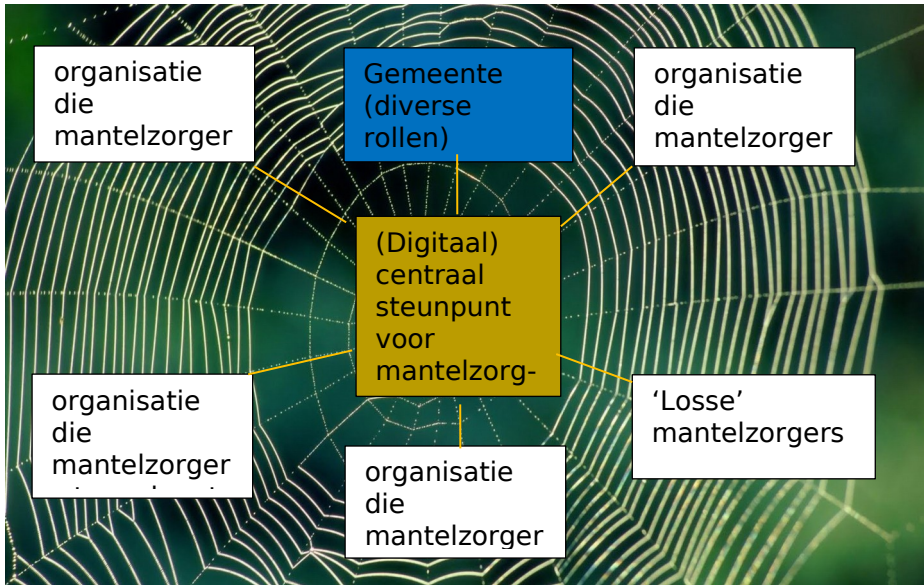 organisatie
die
mantelzorger
Gemeente
(diverse
rollen)
organisatie
die
mantelzorger
(Digitaal)
centraal
steunpunt
voor
mantelzorg-
organisatie
die
mantelzorger
‘Losse’
mantelzorgers
organisatie
die
mantelzorger